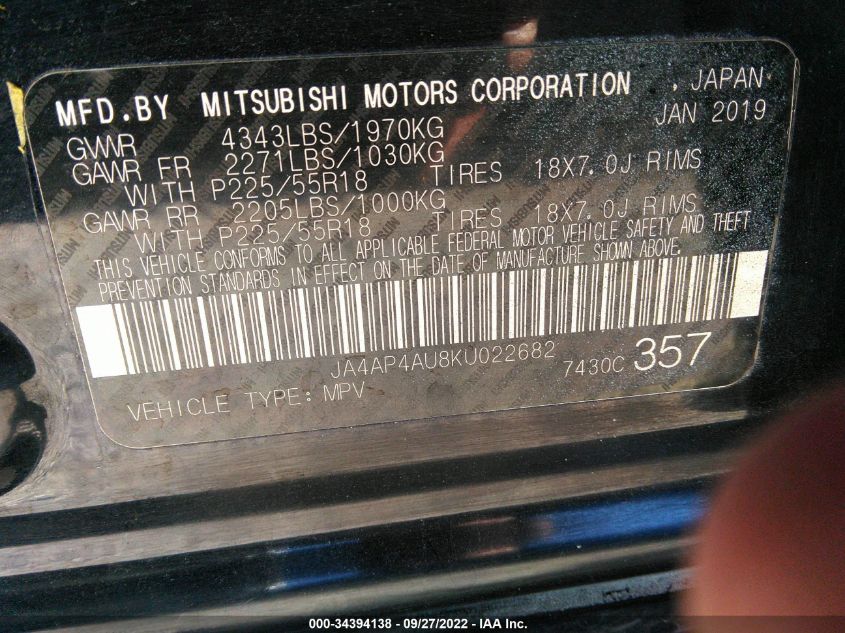 MFD.BY MITSUBISHI MOTORS CORPORATION , JAPAN
JAN 2019
GVWR 4343LBS/1970KG
GAWR FR 2271LBS/1030KG
WITH P225/55R18 TIRES 18X7.0J RIMS
GAWR RR 2205LBS/1000KG
WITH P225/55R18 TIRES 18X7.0J RIMS
THIS VEHICLE CONFORMS TO ALL APPLICABLE FEDERAL MOTOR VEHICLE SAFETY AND THEFT
PREVENTION STANDARDS IN EFFECT ON THE DATE OF MANUFACTURE SHOWN ABOVE.
JA4AP4AU8KU022682
7430C 357
VEHICLE TYPE: MPV
000-34394138 - 09/27/2022 - IAA Inc.